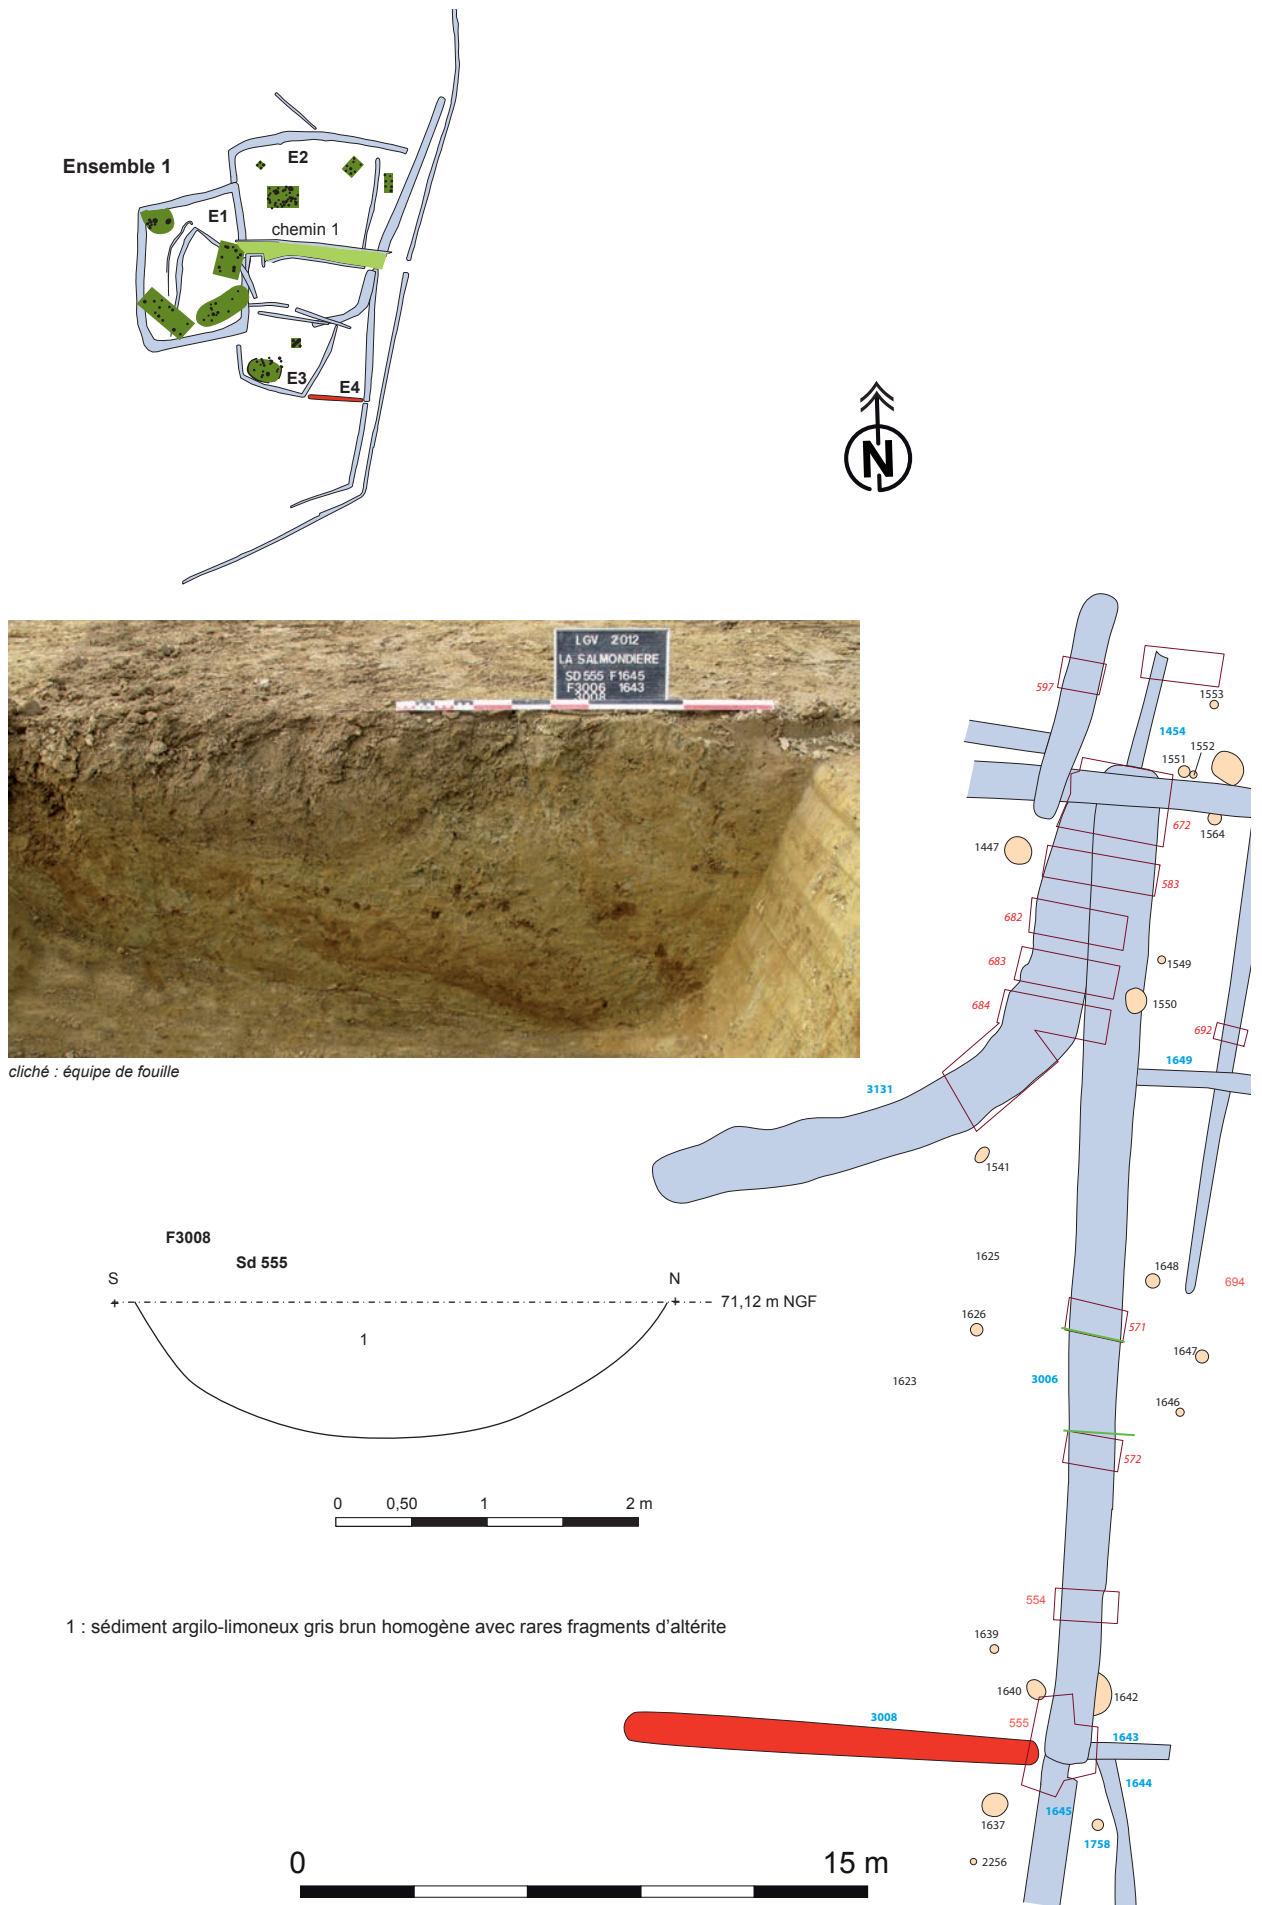 Ensemble 1
E2
E1
chemin 1
E3
E4
N
LGV 2012
LA SALMONDIERE
SD 555 F1645
F3006 1643
3008
cliché : équipe de fouille
597
1553
1454
1552
1551
672
1564
1447
583
682
683
1549
684
1550
692
1649
3131
1541
1625
1648
694
1626
571
1647
1623
3006
1646
572
F3008
Sd 555
S
N
71,12 m NGF
1
0
0,50
1
2 m
554
1 : sédiment argilo-limoneux gris brun homogène avec rares fragments d'altérite
1639
1640
1642
3008
555
1643
1644
1645
1637
1758
2256
0
15 m